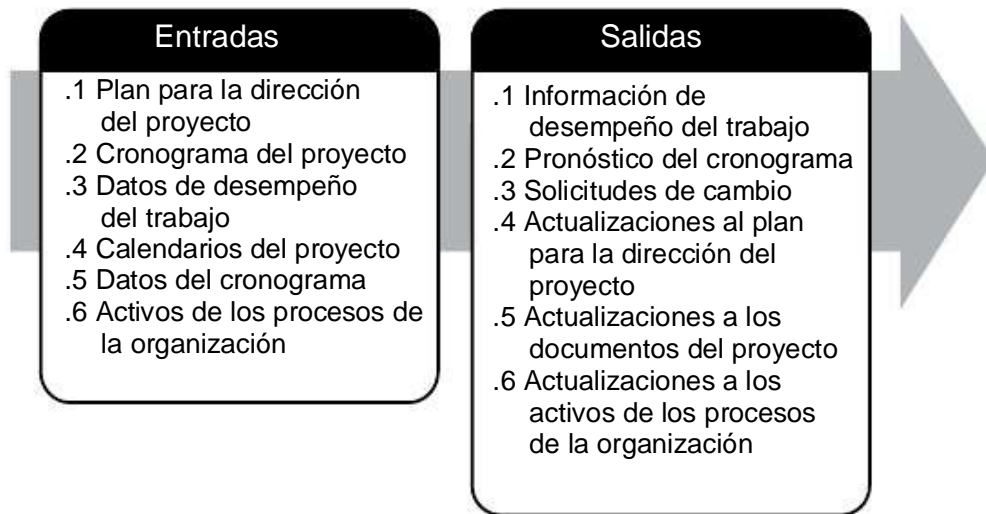 Entradas
.1 Plan para la dirección
del proyecto
.2 Cronograma del proyecto
.3 Datos de desempeño
del trabajo
.4 Calendarios del proyecto
.5 Datos del cronograma
.6 Activos de los procesos de
la organización
Salidas
.1 Información de
desempeño del trabajo
.2 Pronóstico del cronograma
.3 Solicitudes de cambio
.4 Actualizaciones al plan
para la dirección del
proyecto
.5 Actualizaciones a los
documentos del proyecto
.6 Actualizaciones a los
activos de los procesos
de la organización